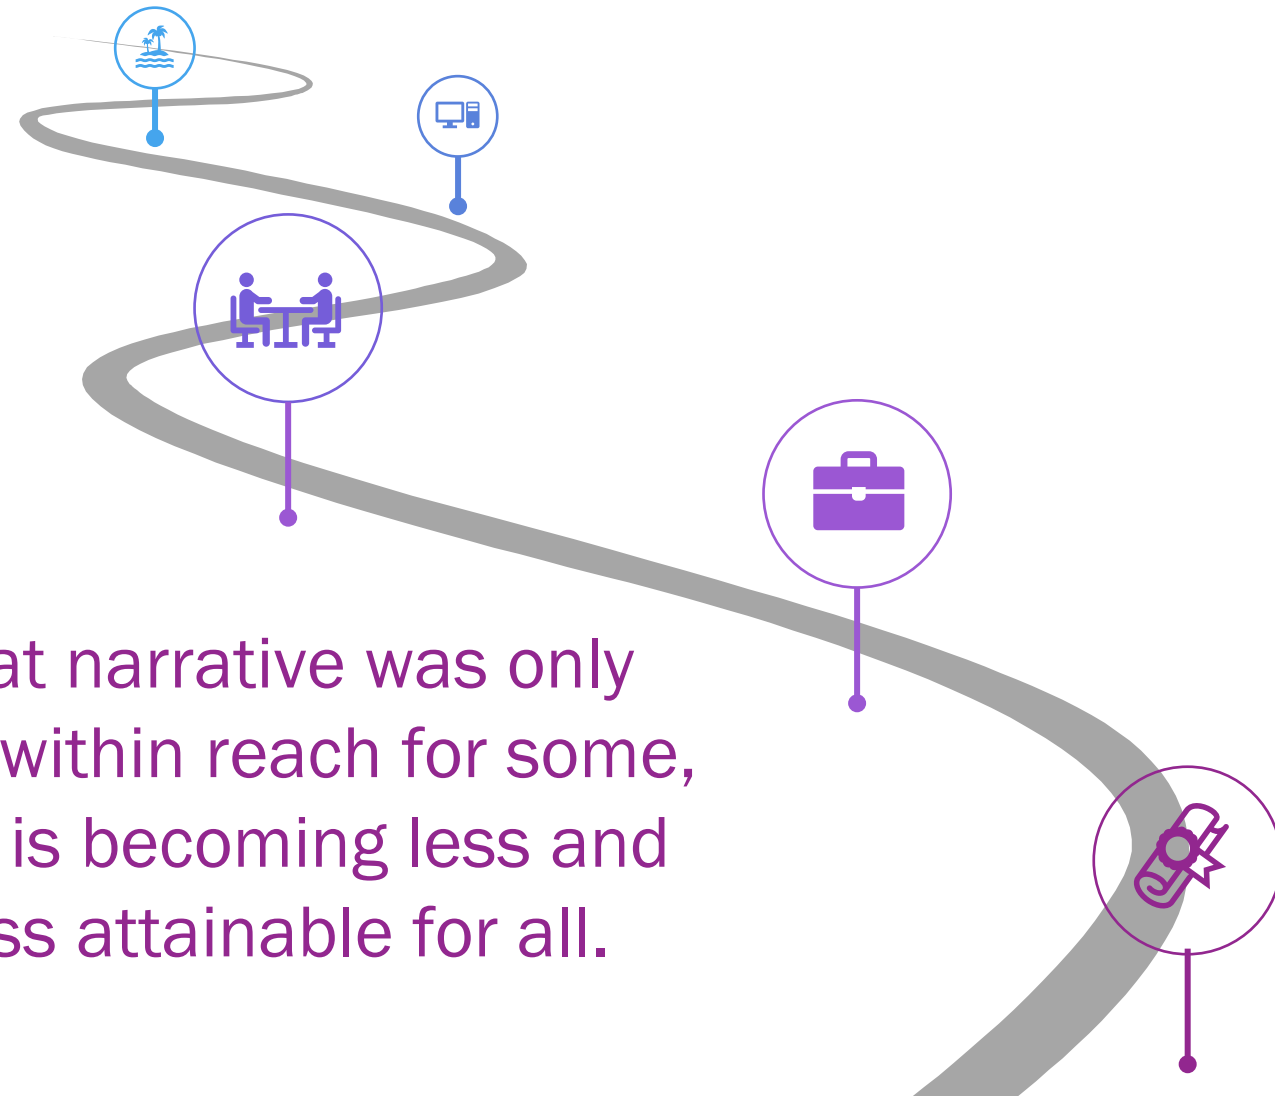 at narrative was only
within reach for some,
is becoming less and
ss attainable for all.